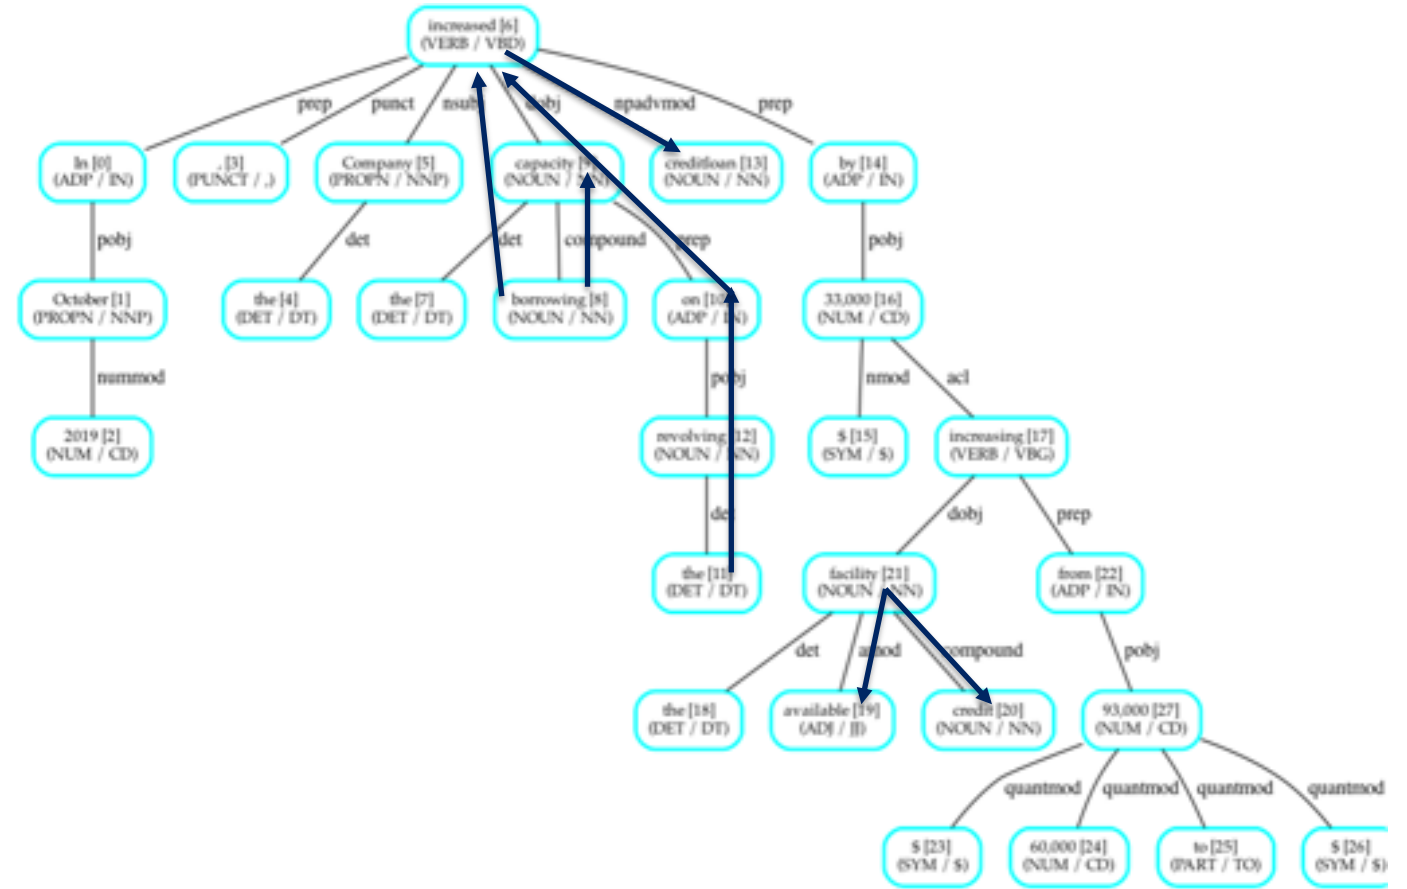 increased [6]
(VERB / VBD)
prep punct nsubj dobj npadvmod prep
In [0] , [3] Company [5] capacity [9] creditloan [13] by [14]
(ADP / IN) (PUNCT / ,) (PROPN / NNP) (NOUN / NN) (NOUN / NN) (ADP / IN)
pobj det det compound prep pobj
October [1] the [4] the [7] borrowing [8] on [10] 33,000 [16]
(PROPN / NNP) (DET / DT) (DET / DT) (NOUN / NN) (ADP / IN) (NUM / CD)
nummod pobj nmod acl
2019 [2] revolving [12] $ [15] increasing [17]
(NUM / CD) (NOUN / NN) (SYM / $) (VERB / VBG)
det dobj prep
the [11] facility [21] from [22]
(DET / DT) (NOUN / NN) (ADP / IN)
det amod compound pobj
the [18] available [19] credit [20] 93,000 [27]
(DET / DT) (ADJ / JJ) (NOUN / NN) (NUM / CD)
quantmod quantmod quantmod quantmod
$ [23] 60,000 [24] to [25] $ [26]
(SYM / $) (NUM / CD) (PART / TO) (SYM / $)